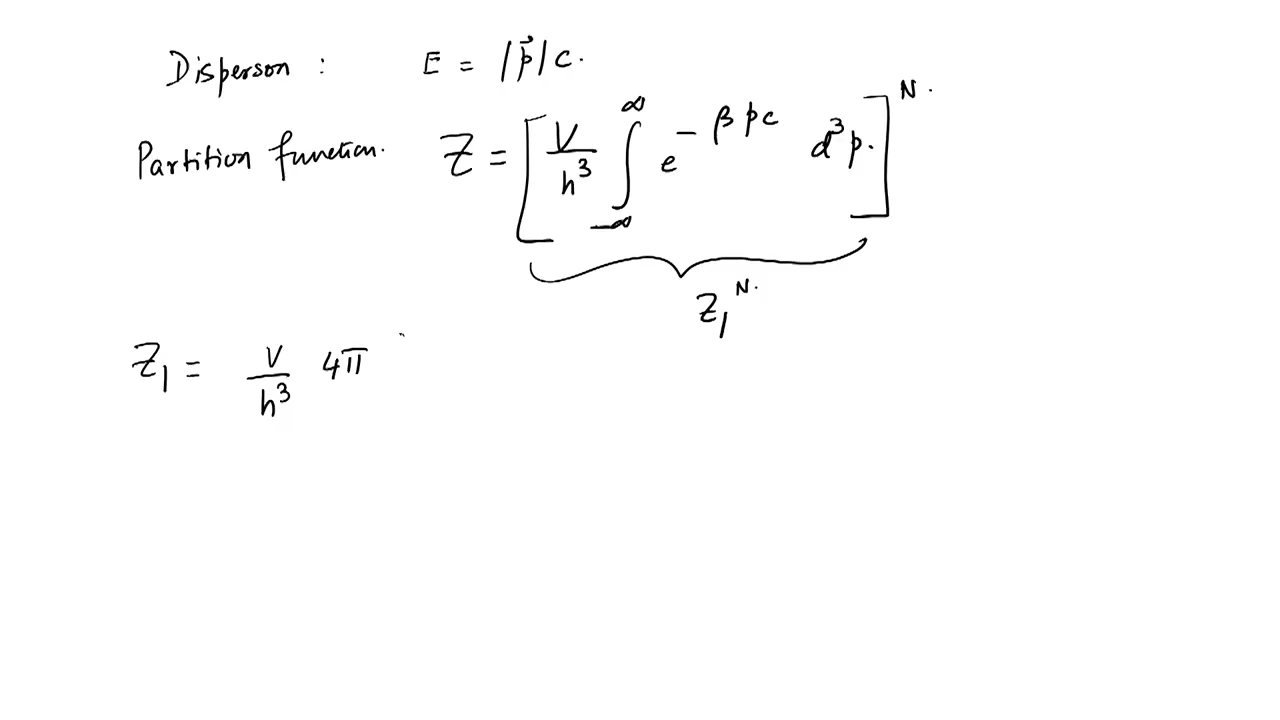 Disperson : E = |p⃗|c.
Partition function. Z = [ V/h³ ∫_{-∞}^{∞} e^{-βpc} d³p. ]^N.
Z₁^N.
Z₁ = V/h³ 4π